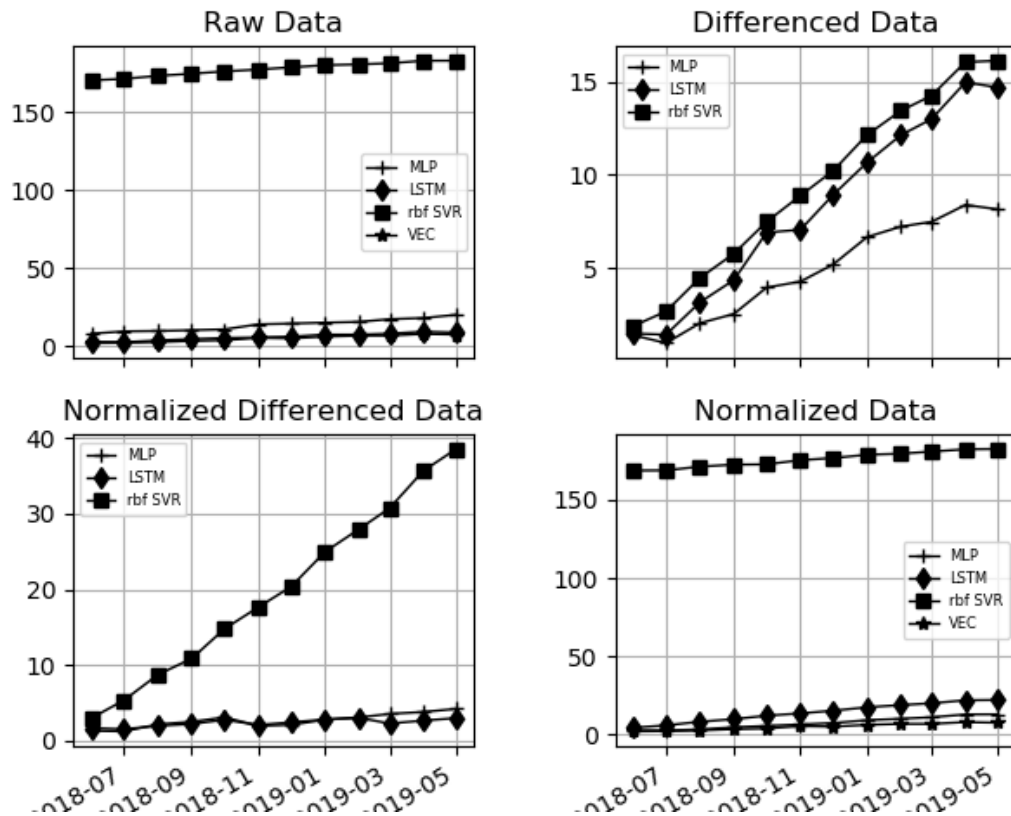 Raw Data
150
100
50
0
MLP
LSTM
rbf SVR
VEC
Differenced Data
15
10
5
MLP
LSTM
rbf SVR
Normalized Differenced Data
40
30
20
10
0
MLP
LSTM
rbf SVR
2018-07
2018-09
2018-11
2019-01
2019-03
2019-05
Normalized Data
150
100
50
0
MLP
LSTM
rbf SVR
VEC
2018-07
2018-09
2018-11
2019-01
2019-03
2019-05